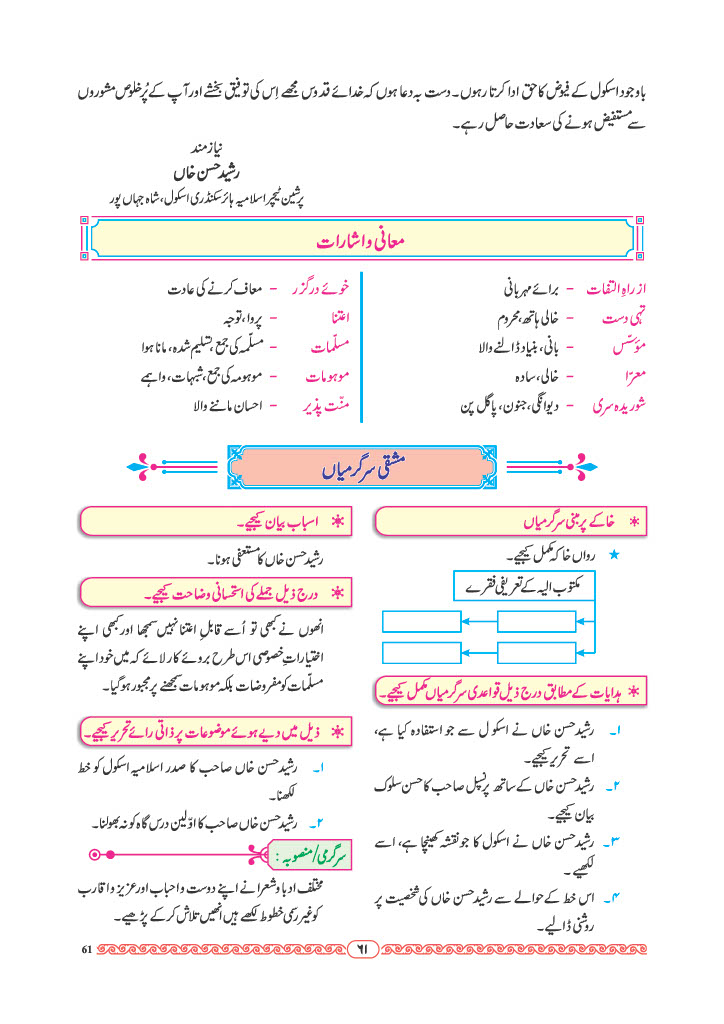 باوجود اسکول کے فیوض کا حق ادا کرتا رہوں۔ دست بہ دعا ہوں کہ خدائے قدوس مجھے اِس کی توفیق بخشے اور آپ کے پُرخلوص مشوروں
سے مستفیض ہونے کی سعادت حاصل رہے۔
نیاز مند
رشید حسن خاں
پرشین ٹیچر اسلامیہ ہائر سکنڈری اسکول، شاہ جہاں پور
معانی و اشارات
از راہِ التفات – برائے مہربانی
تہی دست – خالی ہاتھ، محروم
مؤسّس – بانی، بنیاد ڈالنے والا
معرّا – خالی، سادہ
شوریدہ سری – دیوانگی، جنون، پاگل پن
خوئے درگزر – معاف کرنے کی عادت
اعتنا – پروا، توجہ
مسلّمات – مسلّمہ کی جمع، تسلیم شدہ، مانا ہوا
موہومات – موہومہ کی جمع، شبہات، واہمے
منّت پذیر – احسان ماننے والا
مشقی سرگرمیاں
* خاکے پر مبنی سرگرمیاں
★ رواں خاکہ مکمل کیجیے۔
مکتوب الیہ کے تعریفی فقرے
* ہدایات کے مطابق درج ذیل قواعدی سرگرمیاں مکمل کیجیے۔
۱۔ رشید حسن خاں نے اسکول سے جو استفادہ کیا ہے،
اسے تحریر کیجیے۔
۲۔ رشید حسن خاں کے ساتھ پرنسپل صاحب کا حسن سلوک
بیان کیجیے۔
۳۔ رشید حسن خاں نے اسکول کا جو نقشہ کھینچا ہے، اسے
لکھیے۔
۴۔ اس خط کے حوالے سے رشید حسن خاں کی شخصیت پر
روشنی ڈالیے۔
* اسباب بیان کیجیے۔
رشید حسن خاں کا مستعفی ہونا۔
* درج ذیل جملے کی استحسانی وضاحت کیجیے۔
انھوں نے کبھی تو اُسے قابلِ اعتنا نہیں سمجھا اور کبھی اپنے
اختیاراتِ خصوصی اس طرح بروئے کار لائے کہ میں خود اپنے
مسلّمات کو مفروضات بلکہ موہومات سمجھنے پر مجبور ہوگیا۔
* ذیل میں دیے ہوئے موضوعات پر ذاتی رائے تحریر کیجیے۔
۱۔ رشید حسن خاں صاحب کا صدر اسلامیہ اسکول کو خط
لکھنا۔
۲۔ رشید حسن خاں صاحب کا اوّلین درس گاہ کو نہ بھولنا۔
سرگرمی/منصوبہ :
مختلف ادبا و شعرا نے اپنے دوست و احباب اور عزیز و اقارب
کو غیر رسمی خطوط لکھے ہیں انھیں تلاش کر کے پڑھیے۔
61 ۶۱